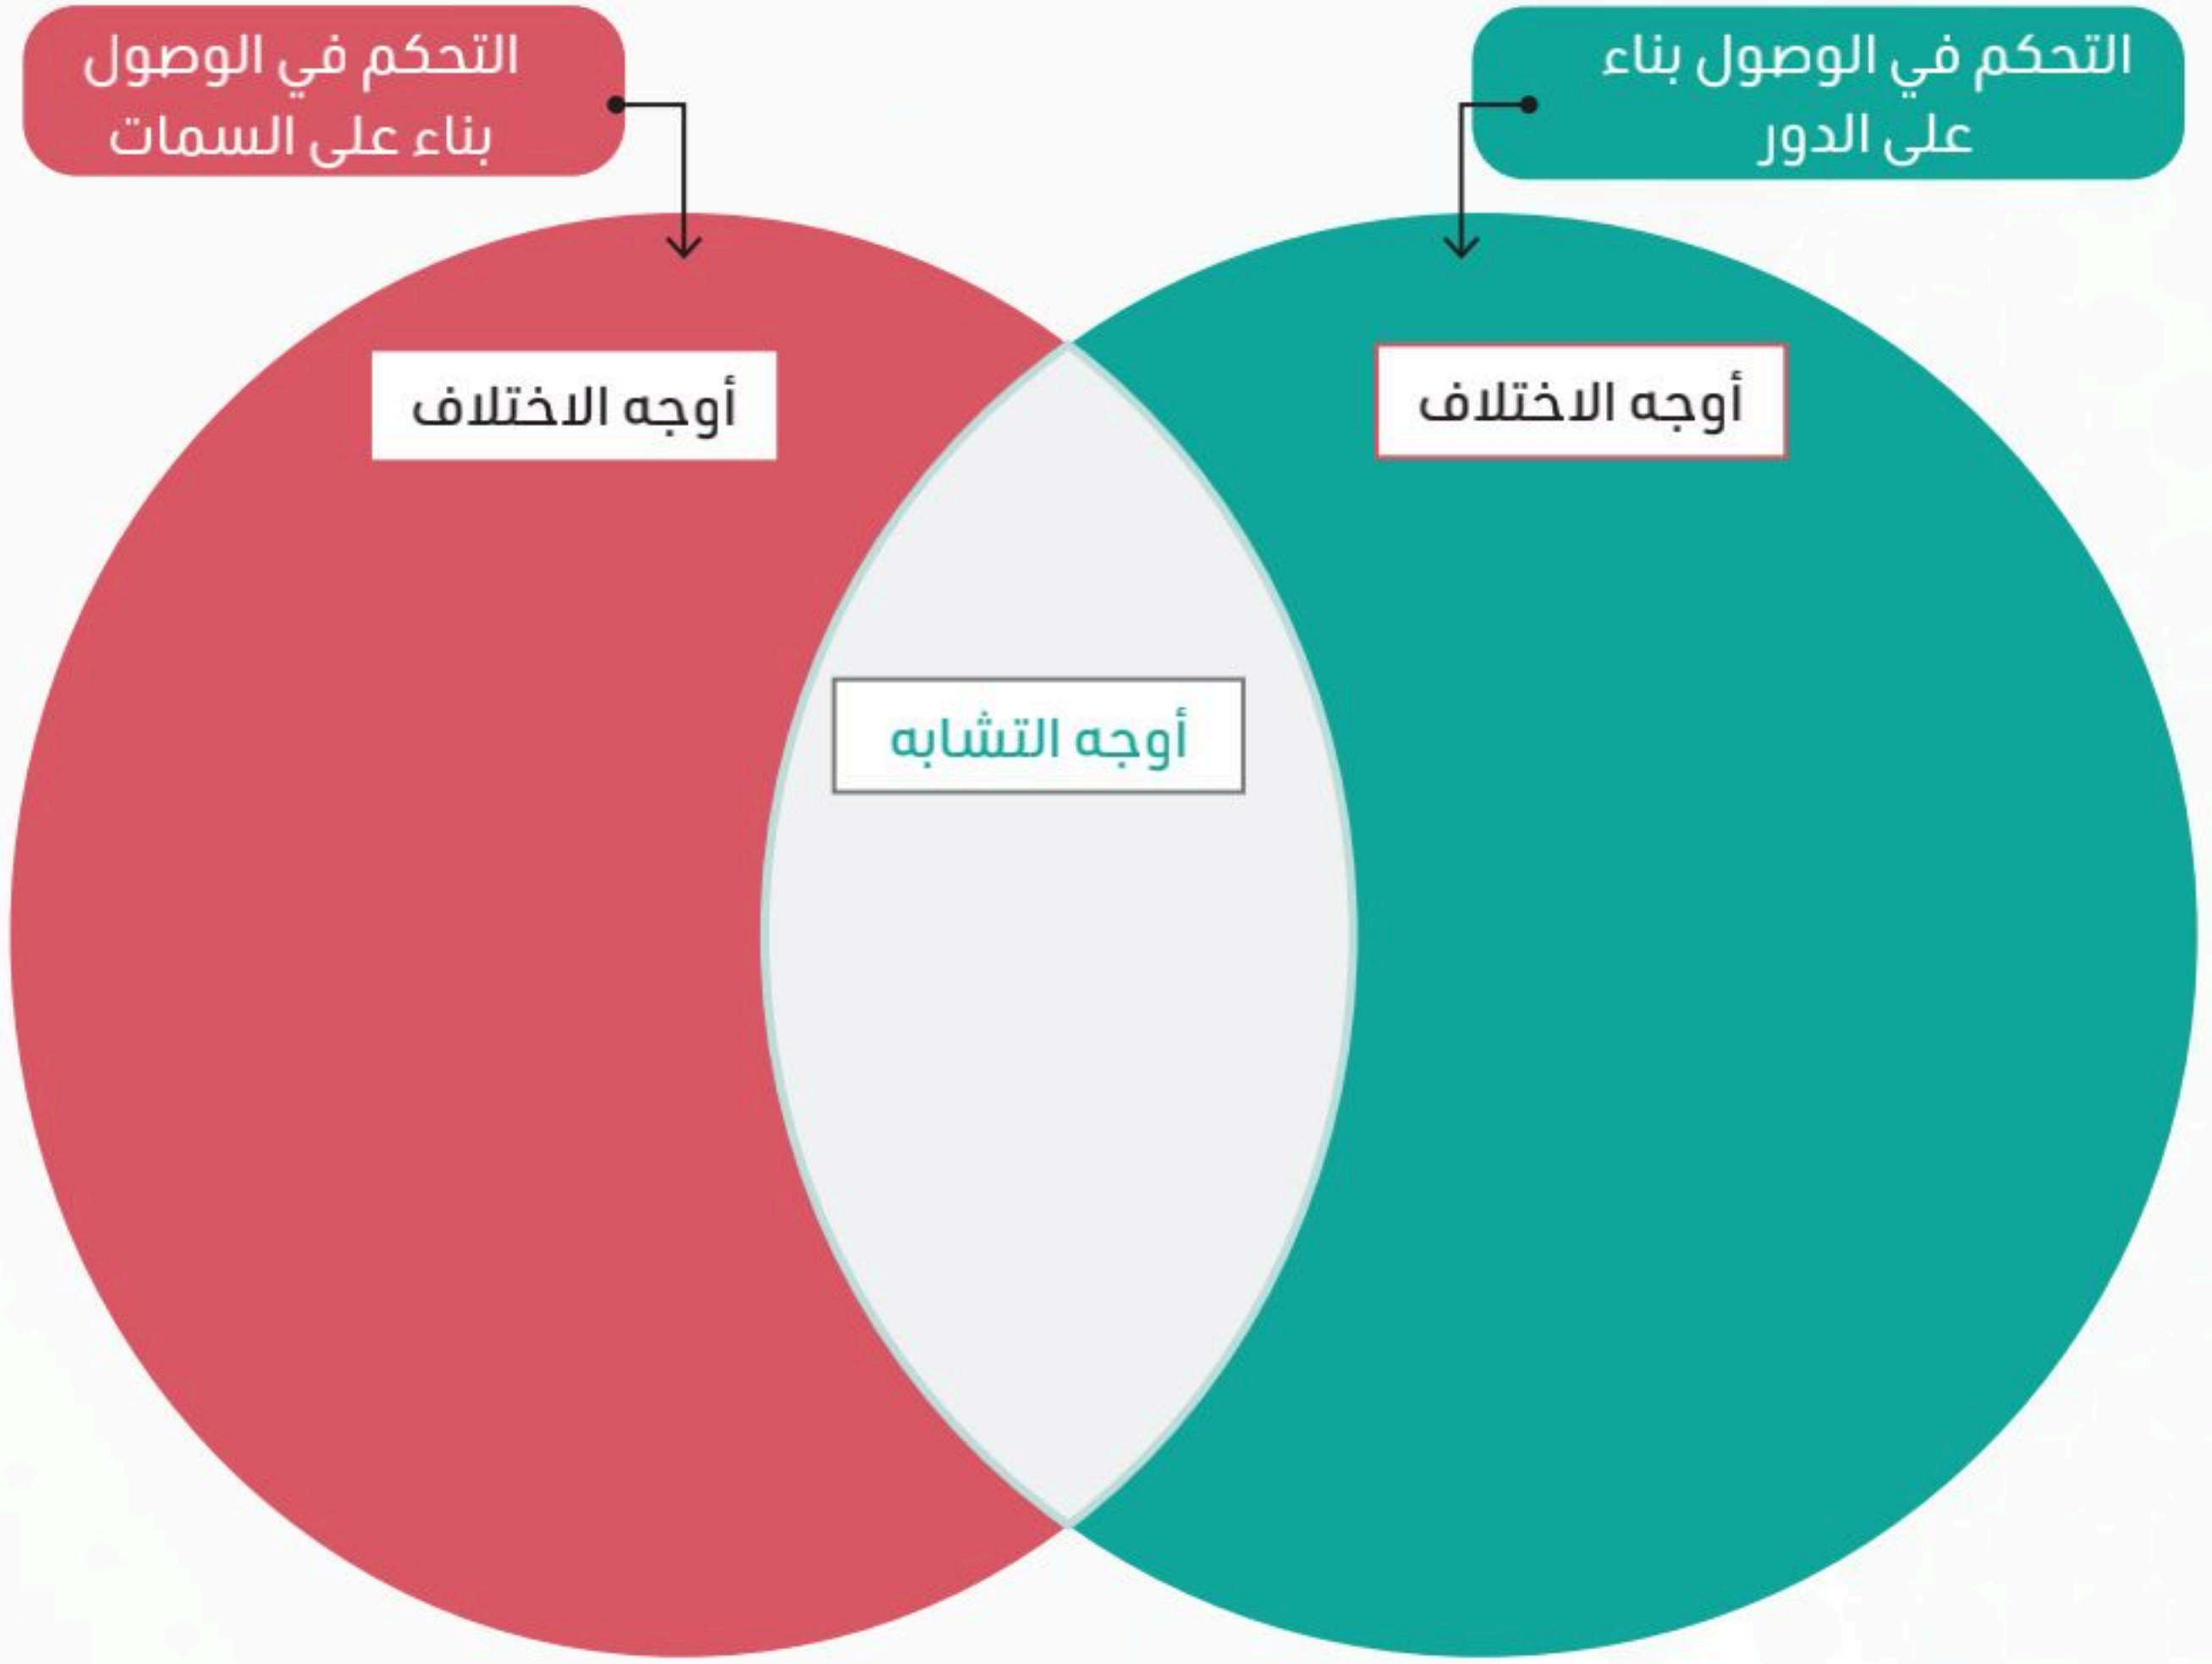 التحكم في الوصول بناء
على الدور
التحكم في الوصول
بناء على السمات
أوجه الاختلاف
أوجه الاختلاف
أوجه التشابه